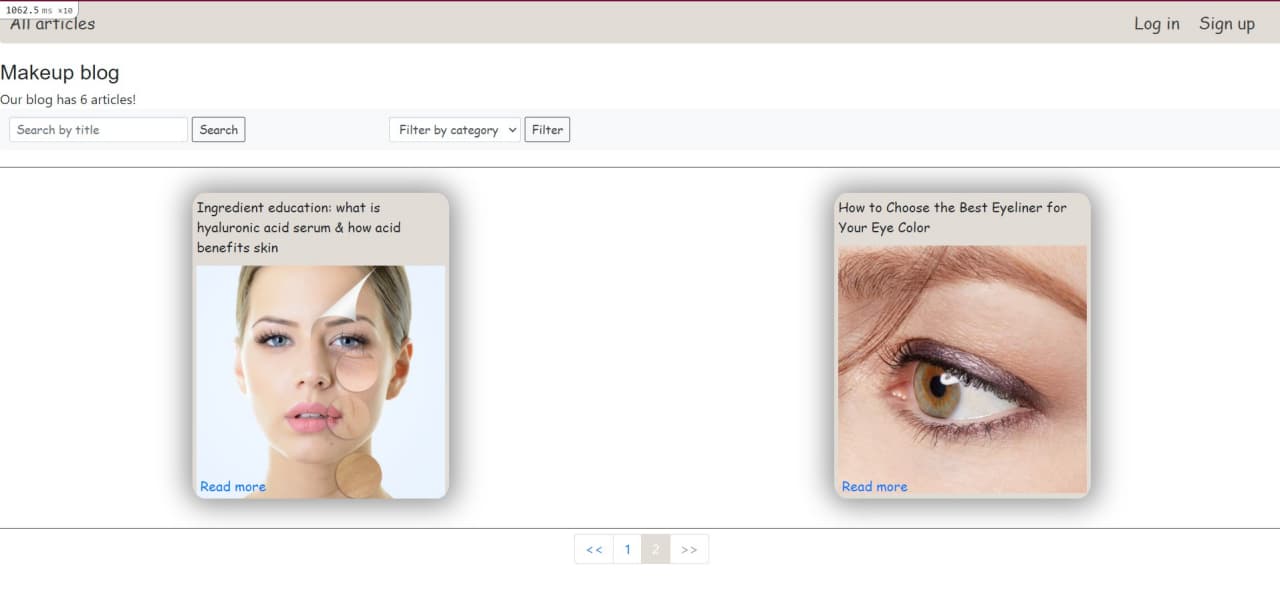 1062.5 ms ×10
All articles
Log in
Sign up
Makeup blog
Our blog has 6 articles!
Search by title
Search
Filter by category
Filter
Ingredient education: what is
hyaluronic acid serum & how acid
benefits skin
Read more
How to Choose the Best Eyeliner for
Your Eye Color
Read more
<< 1 2 >>